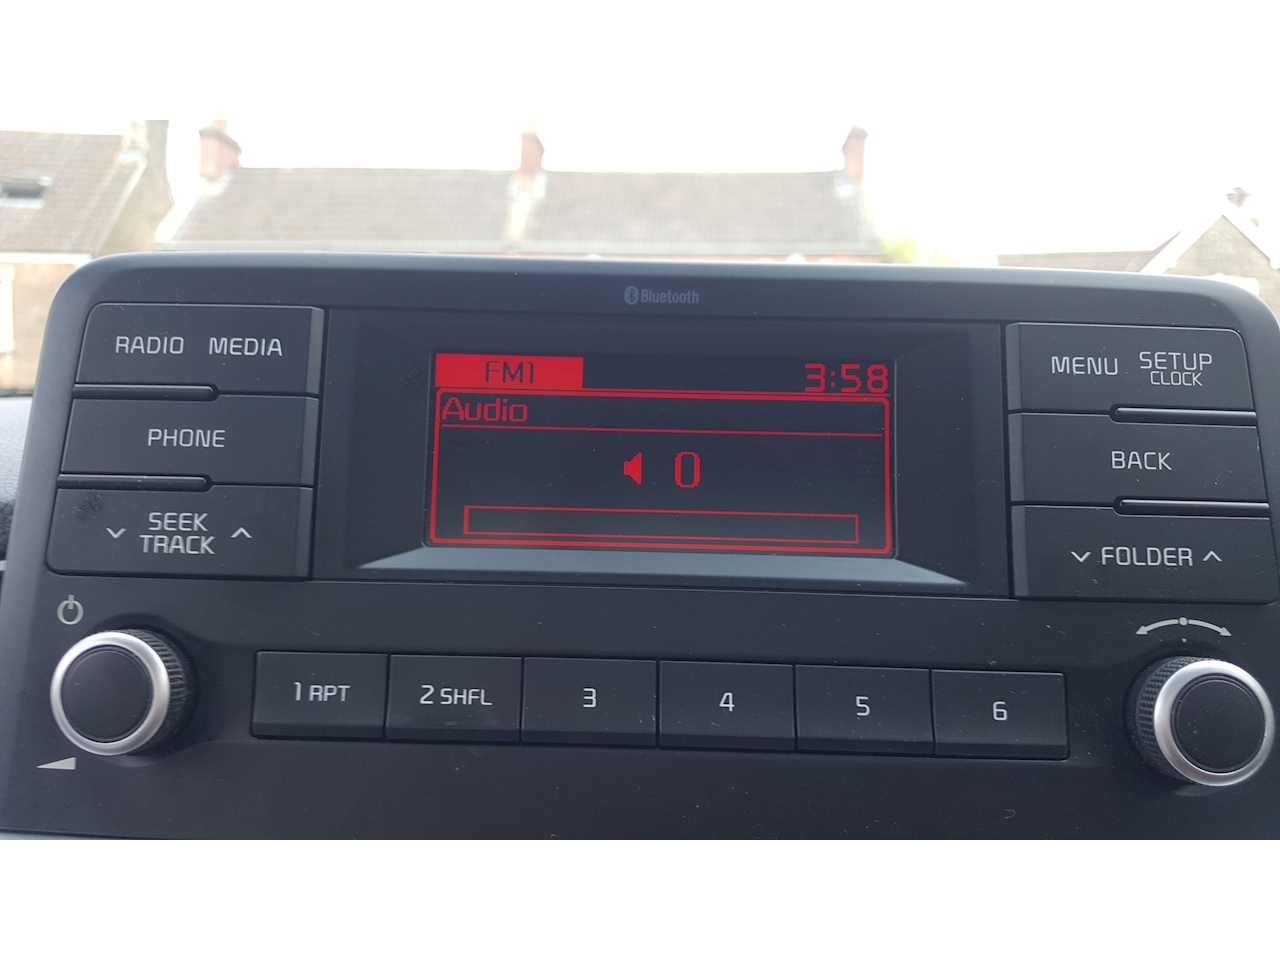 Bluetooth
RADIO MEDIA
PHONE
SEEK
TRACK
FM1 3:58
Audio
0
MENU SETUP
CLOCK
BACK
FOLDER
1 RPT
2 SHFL
3
4
5
6